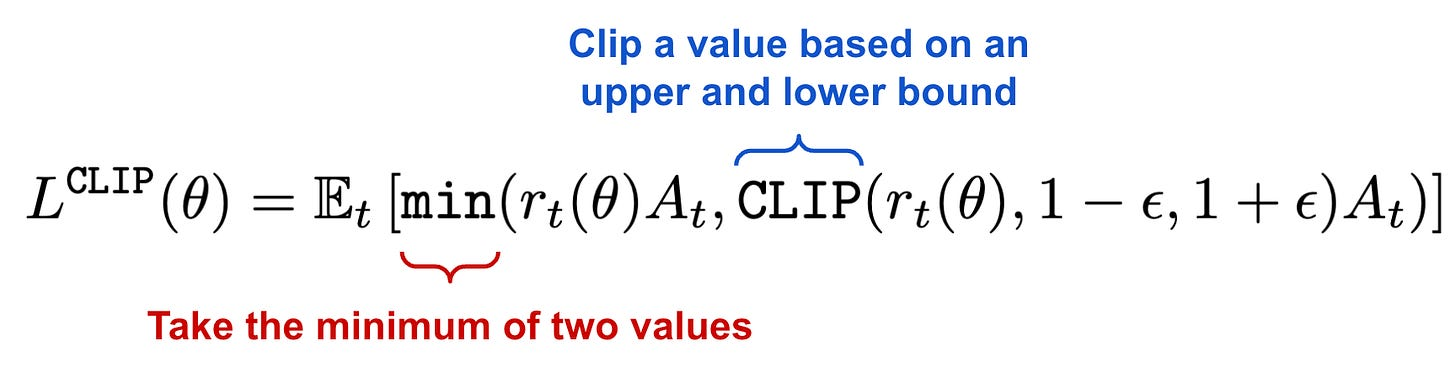 Clip a value based on an
upper and lower bound
L^CLIP(θ) = 𝔼_t [min(r_t(θ)A_t, CLIP(r_t(θ), 1 − ϵ, 1 + ϵ)A_t)]
Take the minimum of two values